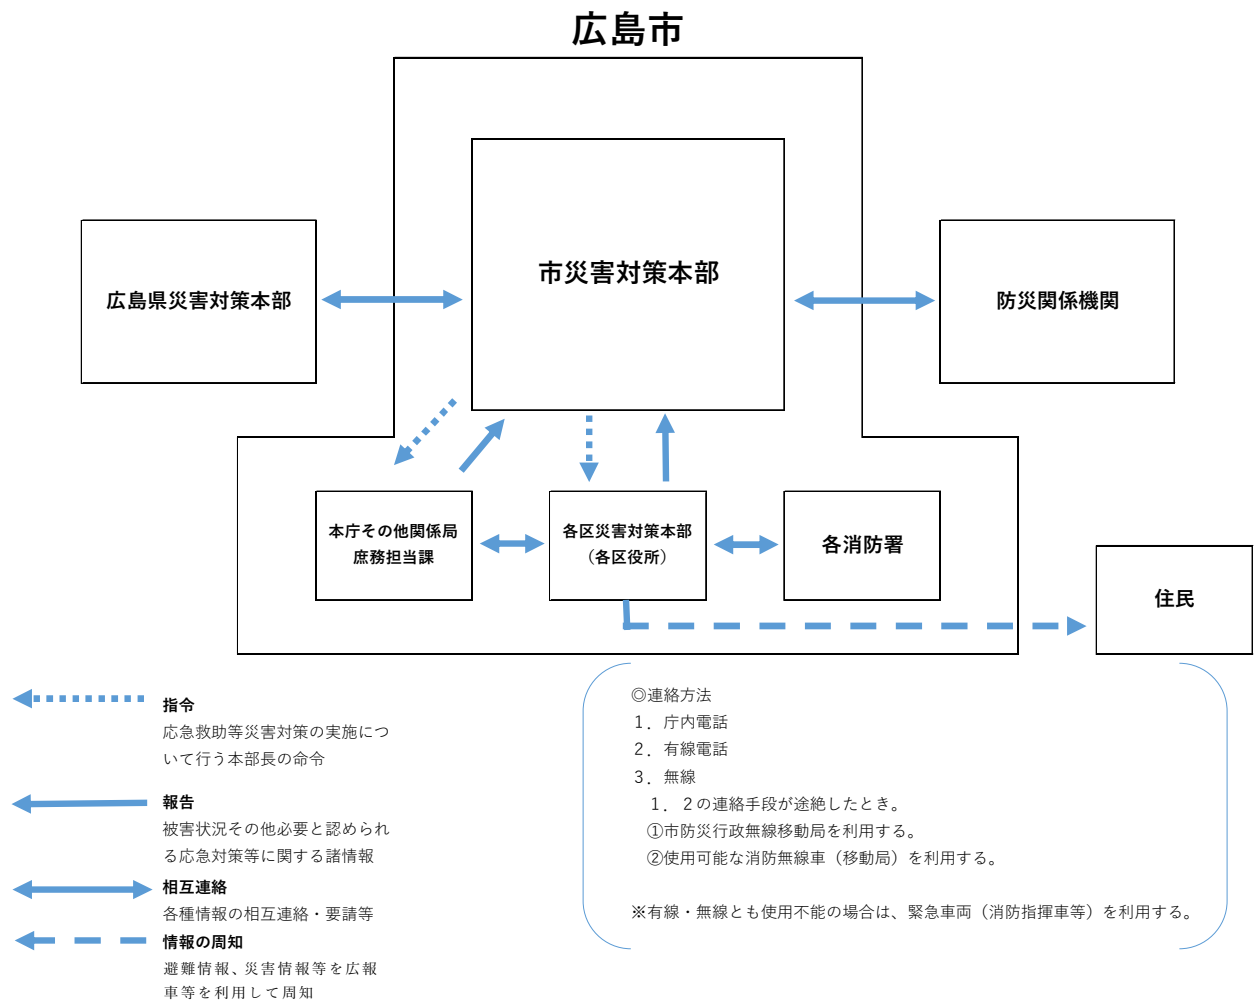 広島市
市災害対策本部
広島県災害対策本部
防災関係機関
本庁その他関係局
庶務担当課
各区災害対策本部
（各区役所）
各消防署
住民
指令
応急救助等災害対策の実施につ
いて行う本部長の命令
報告
被害状況その他必要と認められ
る応急対策等に関する諸情報
相互連絡
各種情報の相互連絡・要請等
情報の周知
避難情報、災害情報等を広報
車等を利用して周知
◎連絡方法
１．庁内電話
２．有線電話
３．無線
１．２の連絡手段が途絶したとき。
①市防災行政無線移動局を利用する。
②使用可能な消防無線車（移動局）を利用する。
※有線・無線とも使用不能の場合は、緊急車両（消防指揮車等）を利用する。